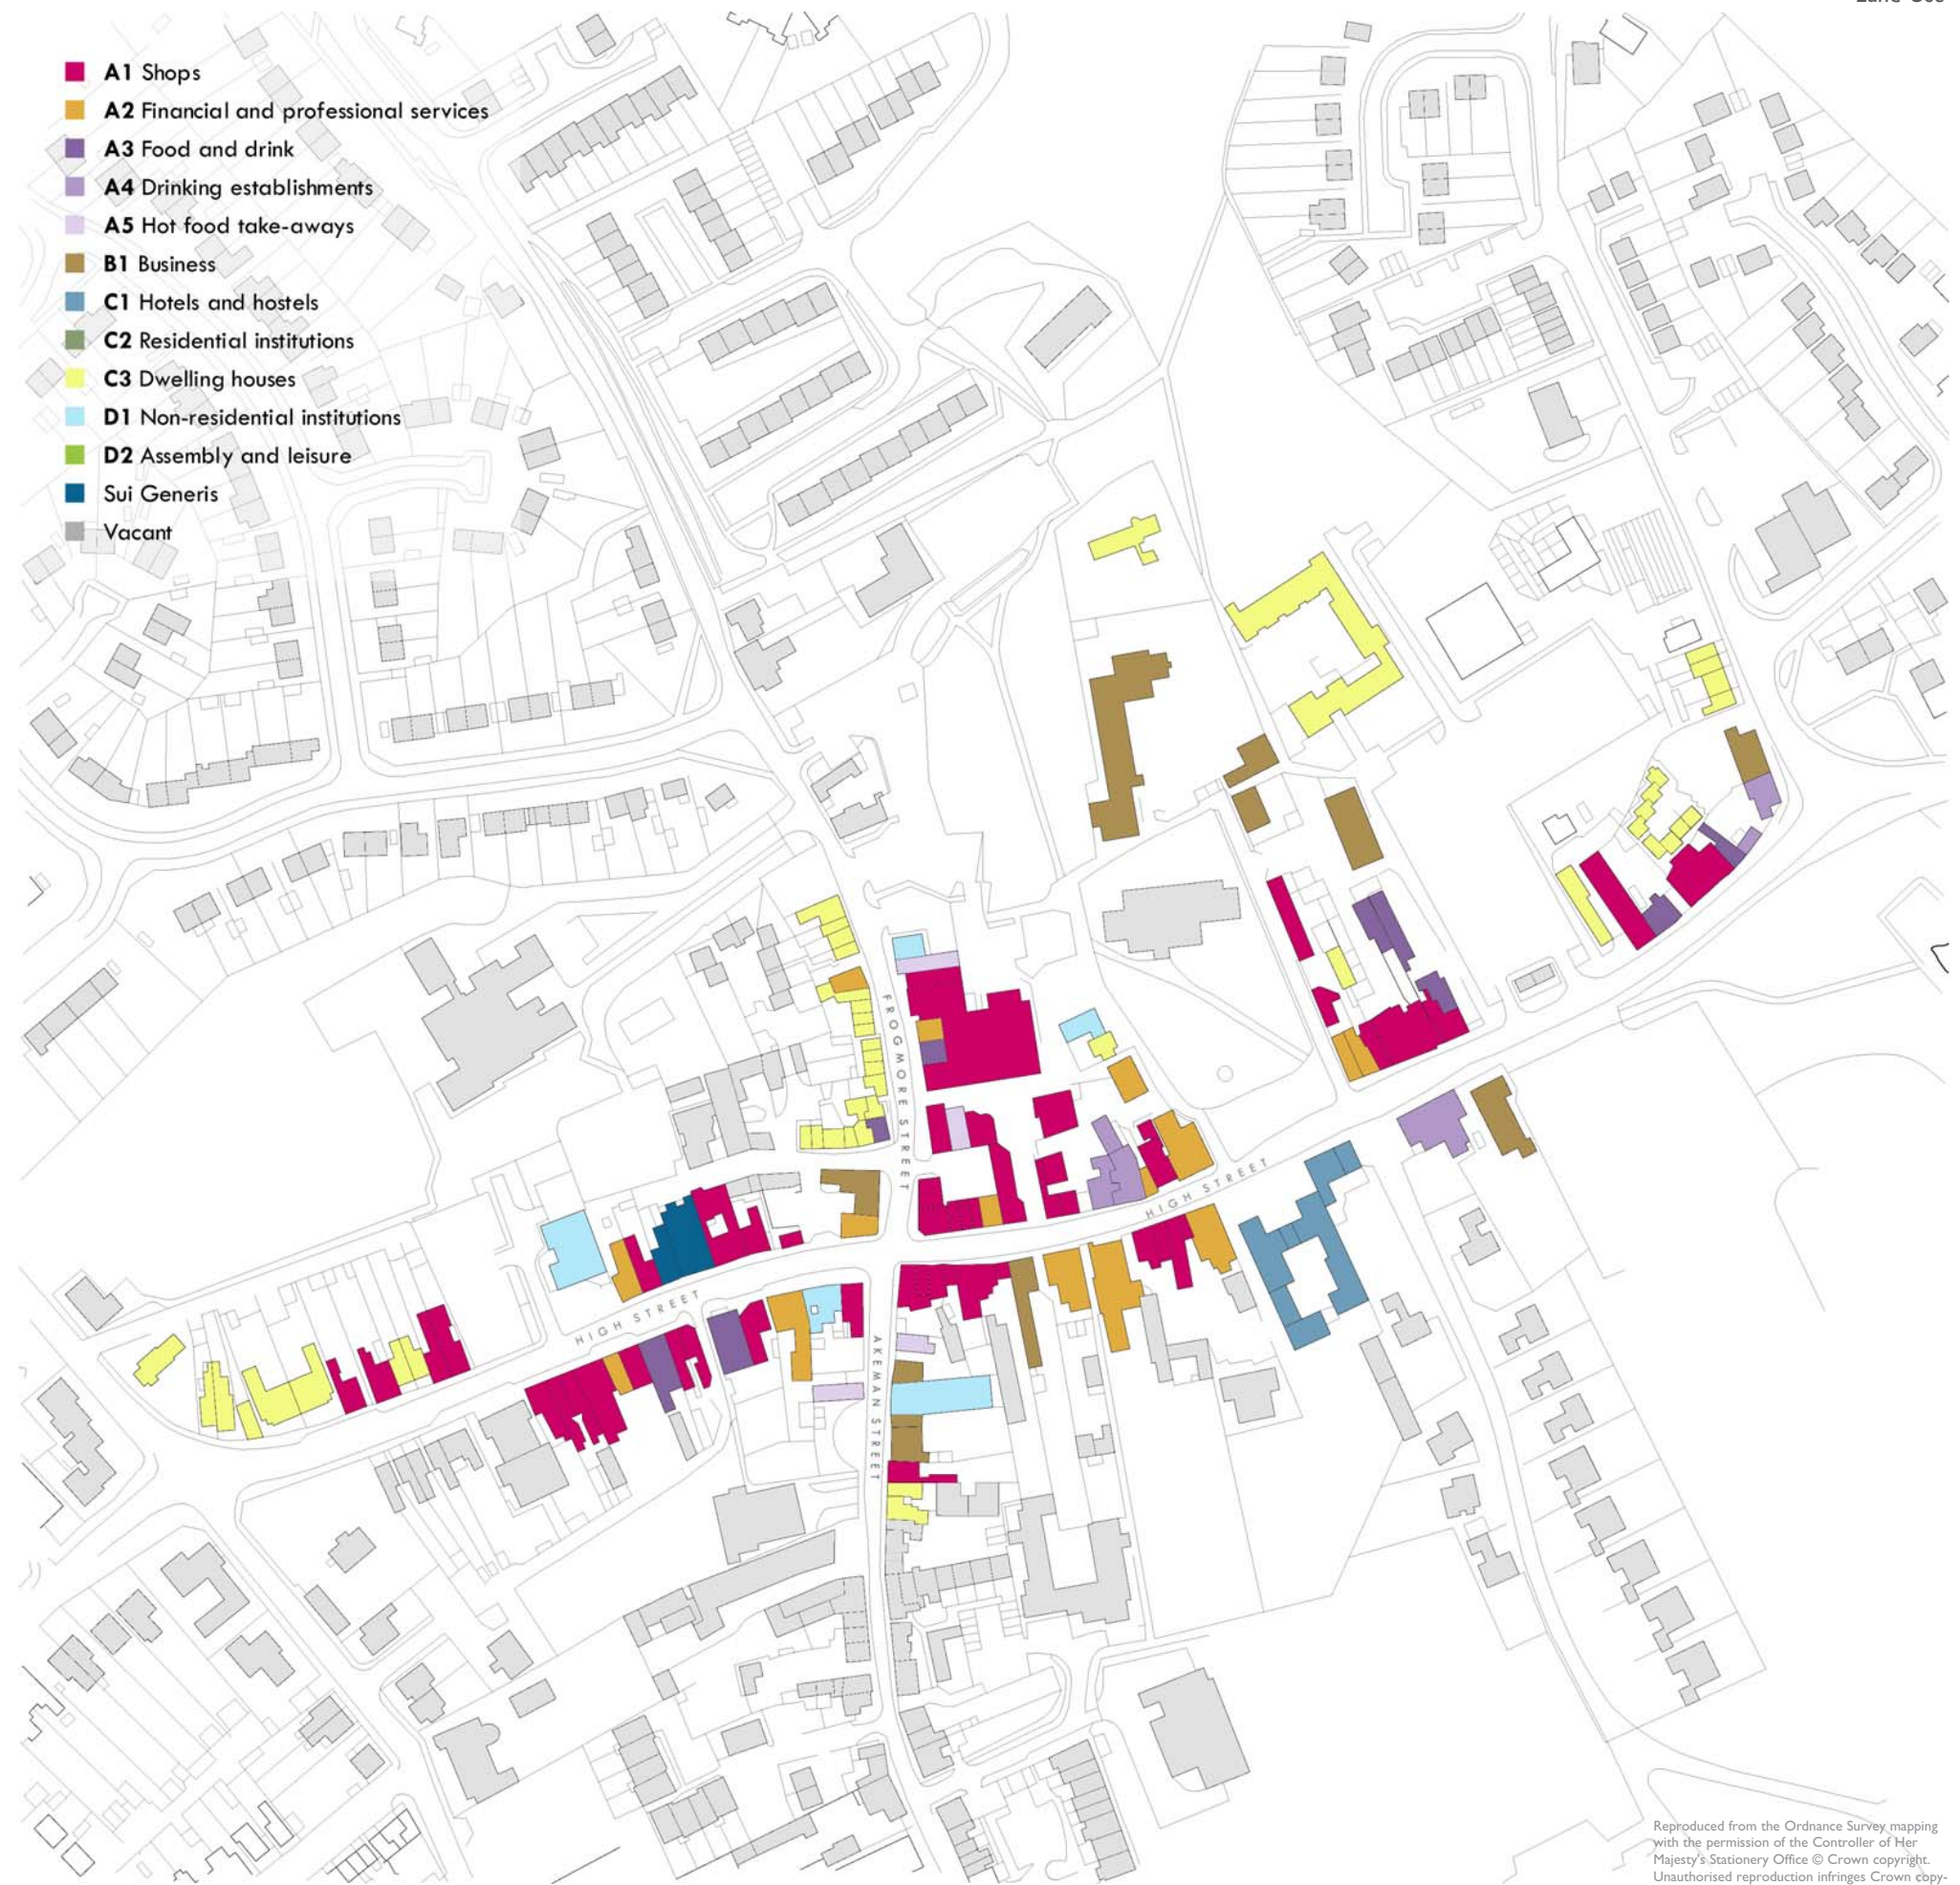 A1 Shops
A2 Financial and professional services
A3 Food and drink
A4 Drinking establishments
A5 Hot food take-aways
B1 Business
C1 Hotels and hostels
C2 Residential institutions
C3 Dwelling houses
D1 Non-residential institutions
D2 Assembly and leisure
Sui Generis
Vacant
FROGMORE STREET
HIGH STREET
HIGH STREET
AKEMAN STREET
Reproduced from the Ordnance Survey mapping
with the permission of the Controller of Her
Majesty's Stationery Office © Crown copyright.
Unauthorised reproduction infringes Crown copy-